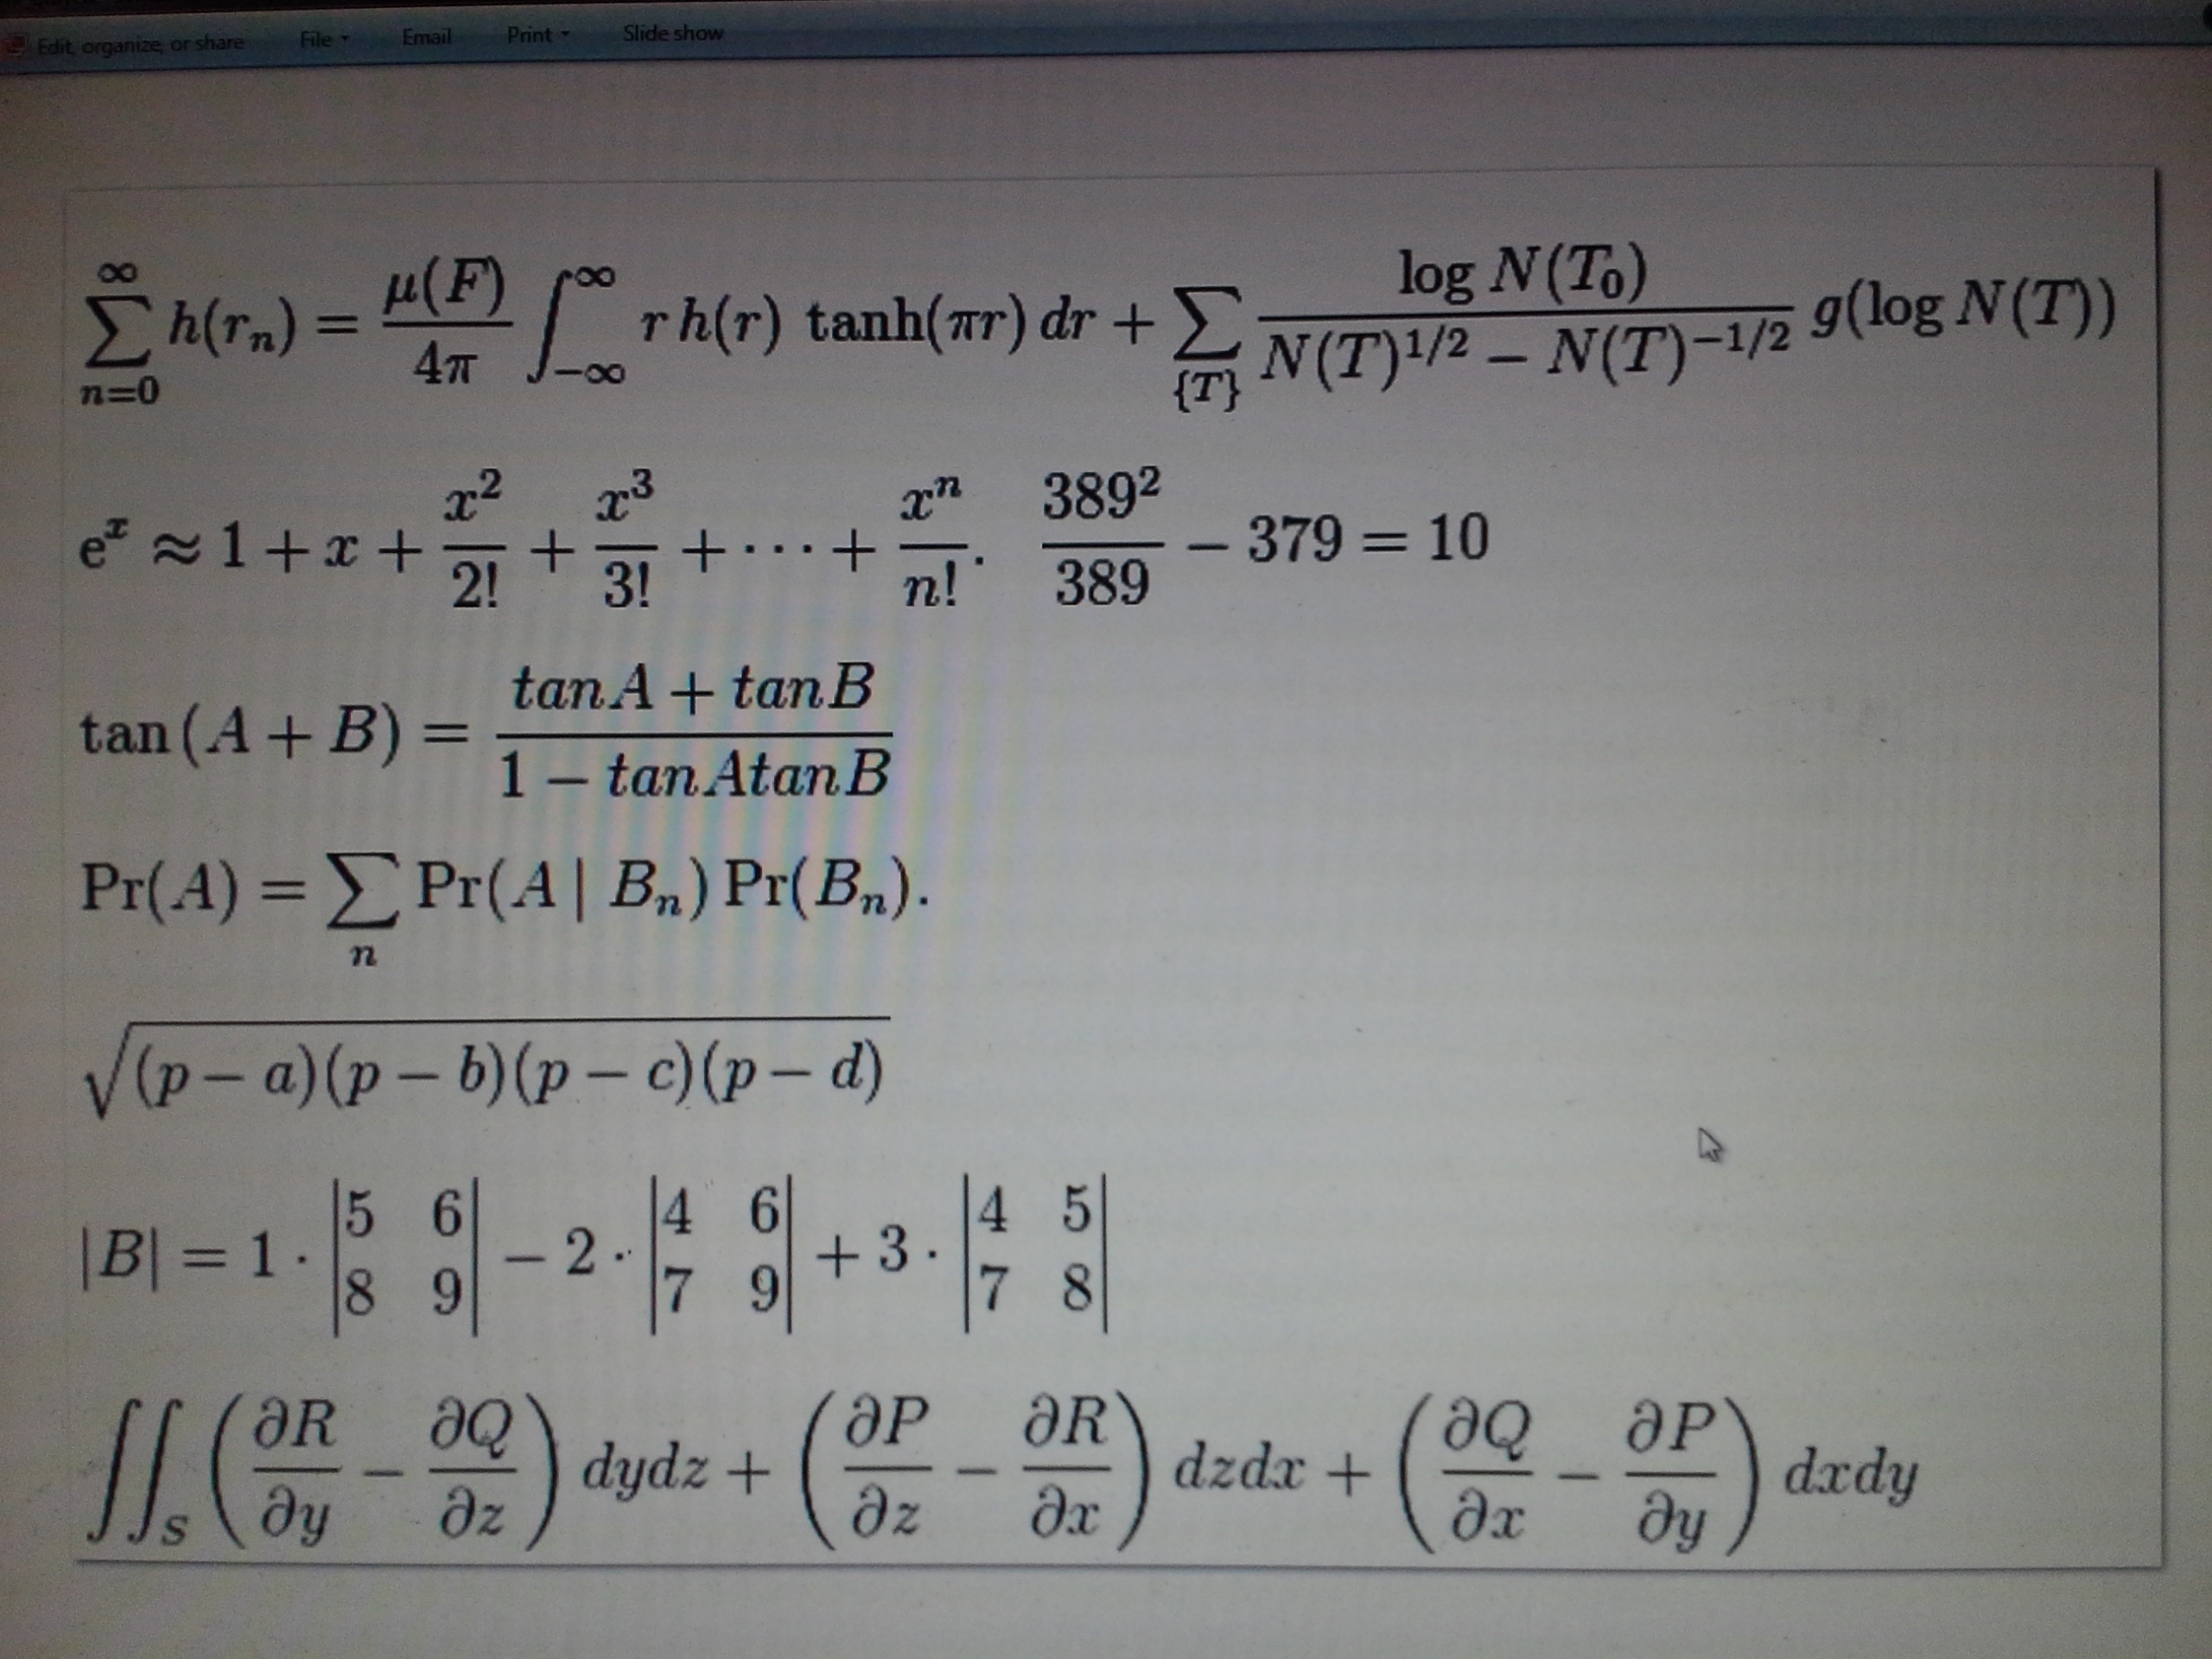 Edit, organize, or share File Email Print Slide show
\sum_{n=0}^{\infty} h(r_n) = \frac{\mu(F)}{4\pi} \int_{-\infty}^{\infty} r h(r) \tanh(\pi r) dr + \sum_{\{T\}} \frac{\log N(T_0)}{N(T)^{1/2} - N(T)^{-1/2}} g(\log N(T))
e^x \approx 1 + x + \frac{x^2}{2!} + \frac{x^3}{3!} + \cdots + \frac{x^n}{n!}. \frac{389^2}{389} - 379 = 10
\tan(A + B) = \frac{tanA + tanB}{1 - tanAtanB}
\Pr(A) = \sum_n \Pr(A | B_n) \Pr(B_n).
\sqrt{(p - a)(p - b)(p - c)(p - d)}
|B| = 1 \cdot \begin{vmatrix} 5 & 6 \\ 8 & 9 \end{vmatrix} - 2 \cdot \begin{vmatrix} 4 & 6 \\ 7 & 9 \end{vmatrix} + 3 \cdot \begin{vmatrix} 4 & 5 \\ 7 & 8 \end{vmatrix}
\iint_S \left( \frac{\partial R}{\partial y} - \frac{\partial Q}{\partial z} \right) dydz + \left( \frac{\partial P}{\partial z} - \frac{\partial R}{\partial x} \right) dzdx + \left( \frac{\partial Q}{\partial x} - \frac{\partial P}{\partial y} \right) dxdy